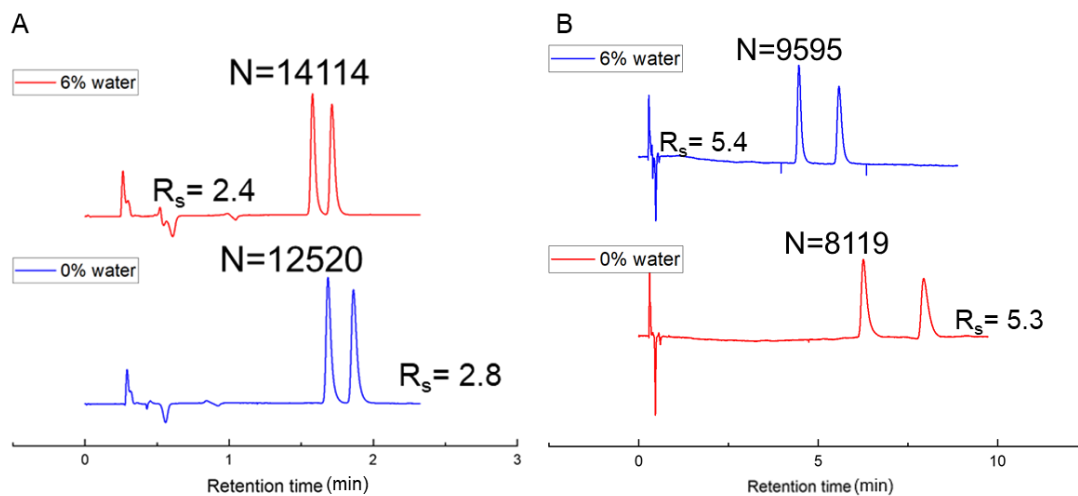 A
6% water
N=14114
Rs= 2.4
0% water
N=12520
Rs= 2.8
0
1
2
3
Retention time (min)
B
6% water
N=9595
Rs= 5.4
0% water
N=8119
Rs= 5.3
0
5
10
Retention time (min)